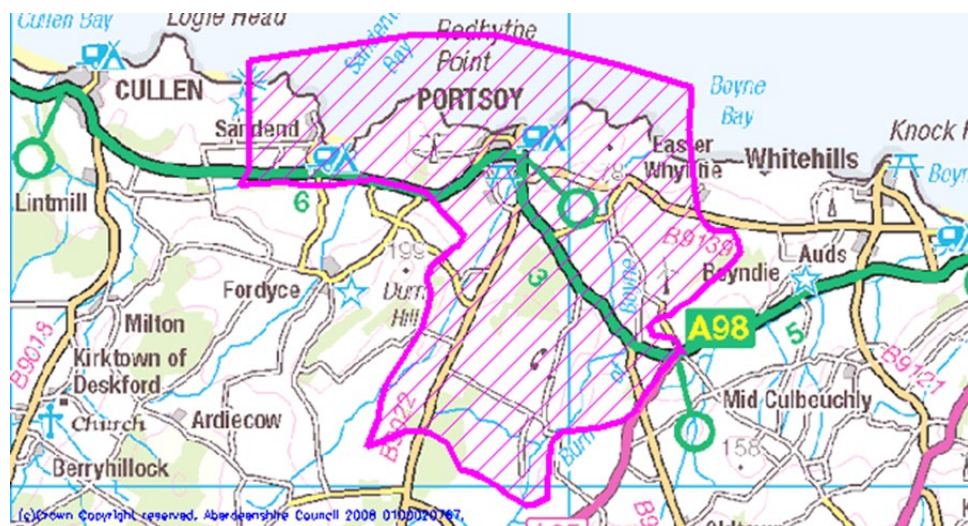 Logie Head
Cullen Bay
Sandend Bay
Redhythe
Point
Boyne
Bay
CULLEN
PORTSOY
Knock H
Sandend
Easter
Whyntie
Whitehills
Boyn
Lintmill
6
B9139
199
Boyndie
Auds
Fordyce
Durn
Hill
3
Burn of Boyne
A98
5
Milton
B9018
Kirktown of
Deskford
B9121
Church
Ardiecow
B9022
Mid Culbeuchly
158
Berryhillock
(c)Crown Copyright reserved. Aberdeenshire Council 2008 0100020767.